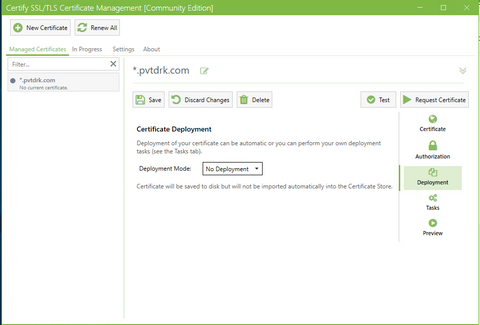 Certify SSL/TLS Certificate Management [Community Edition]
New Certificate
Renew All
Managed Certificates In Progress Settings About
Filter...
*.pvtdrk.com
No current certificate.
*.pvtdrk.com
Save Discard Changes Delete Test Request Certificate
Certificate Deployment
Deployment of your certificate can be automatic or you can perform your own deployment
tasks (see the Tasks tab).
Deployment Mode: No Deployment
Certificate will be saved to disk but will not be imported automatically into the Certificate Store.
Certificate
Authorization
Deployment
Tasks
Preview